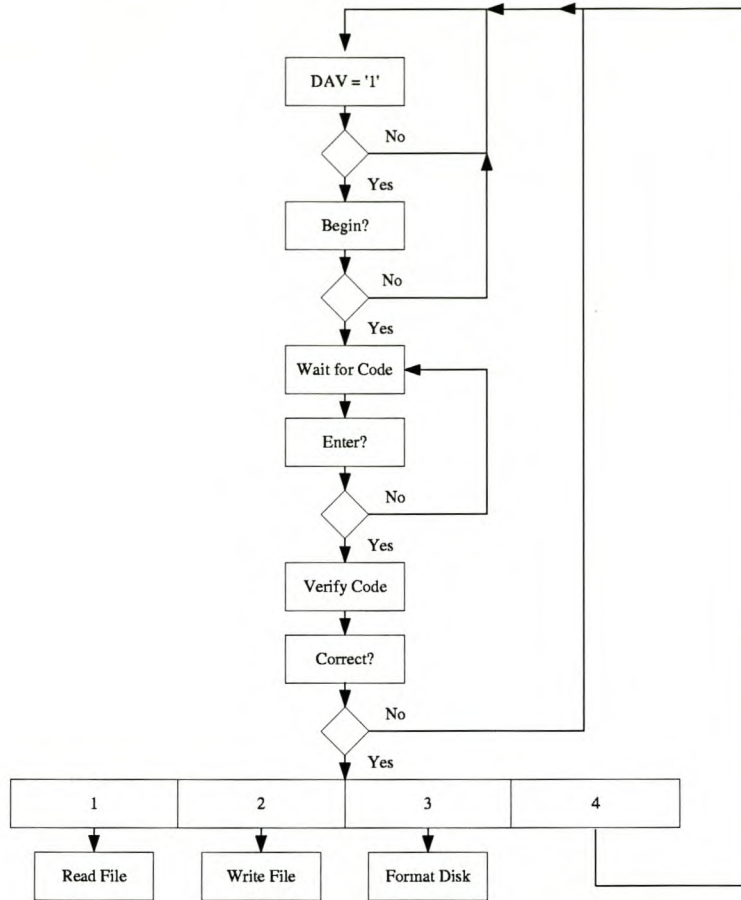 DAV = '1'
No
Yes
Begin?
No
Yes
Wait for Code
Enter?
No
Yes
Verify Code
Correct?
No
Yes
1 2 3 4
Read File Write File Format Disk